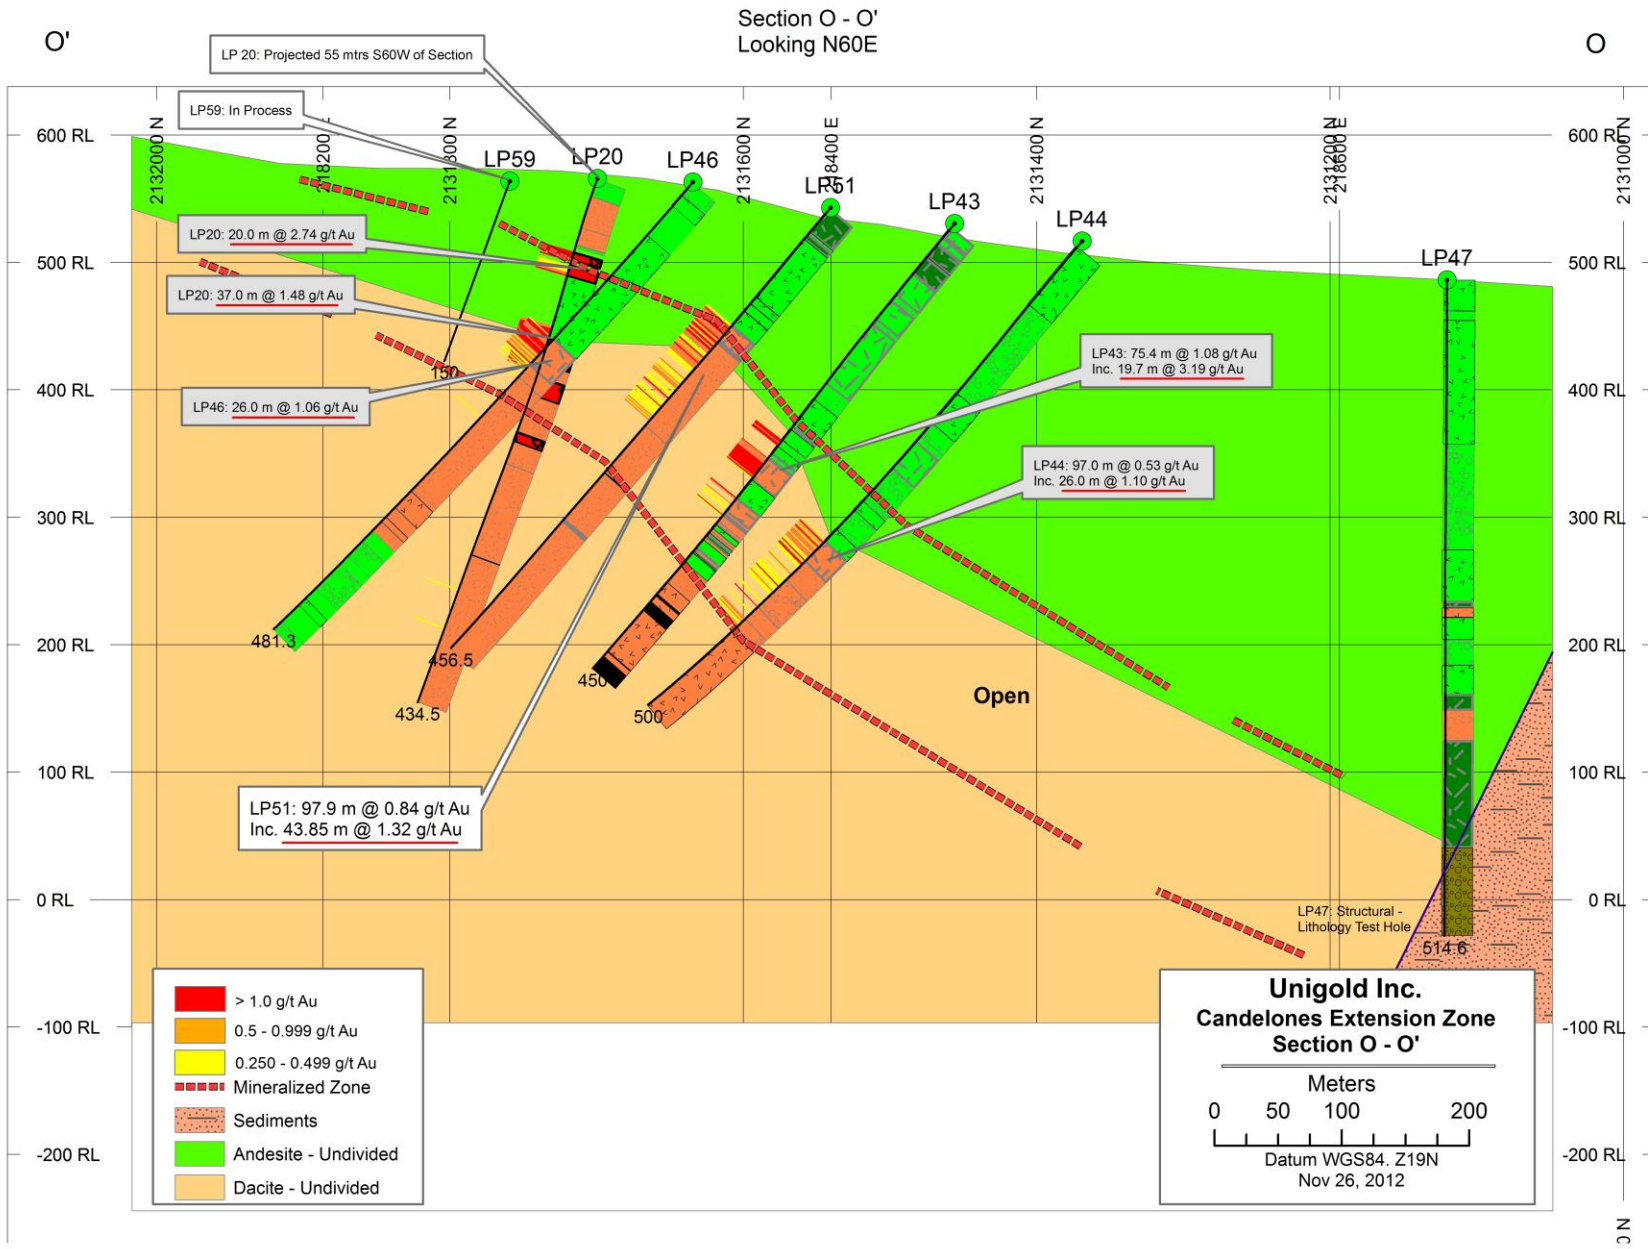 Section O - O'
Looking N60E
O'
O
LP 20: Projected 55 mtrs S60W of Section
LP59: In Process
600 RL
600 RL
2132000 N
218200 E
2131800 N
2131600 N
218400 E
2131400 N
2131200 N
218600 E
2131000 N
LP59
LP20
LP46
LP51
LP43
LP44
LP47
LP20: 20.0 m @ 2.74 g/t Au
500 RL
500 RL
LP20: 37.0 m @ 1.48 g/t Au
LP43: 75.4 m @ 1.08 g/t Au
Inc. 19.7 m @ 3.19 g/t Au
150
400 RL
400 RL
LP46: 26.0 m @ 1.06 g/t Au
LP44: 97.0 m @ 0.53 g/t Au
Inc. 26.0 m @ 1.10 g/t Au
300 RL
300 RL
481.3
456.5
200 RL
200 RL
450
434.5
500
Open
100 RL
100 RL
LP51: 97.9 m @ 0.84 g/t Au
Inc. 43.85 m @ 1.32 g/t Au
0 RL
0 RL
LP47: Structural -
Lithology Test Hole
514.6
-100 RL
-100 RL
> 1.0 g/t Au
0.5 - 0.999 g/t Au
0.250 - 0.499 g/t Au
Mineralized Zone
Sediments
Andesite - Undivided
Dacite - Undivided
Unigold Inc.
Candelones Extension Zone
Section O - O'
Meters
0 50 100 200
Datum WGS84. Z19N
Nov 26, 2012
-200 RL
-200 RL